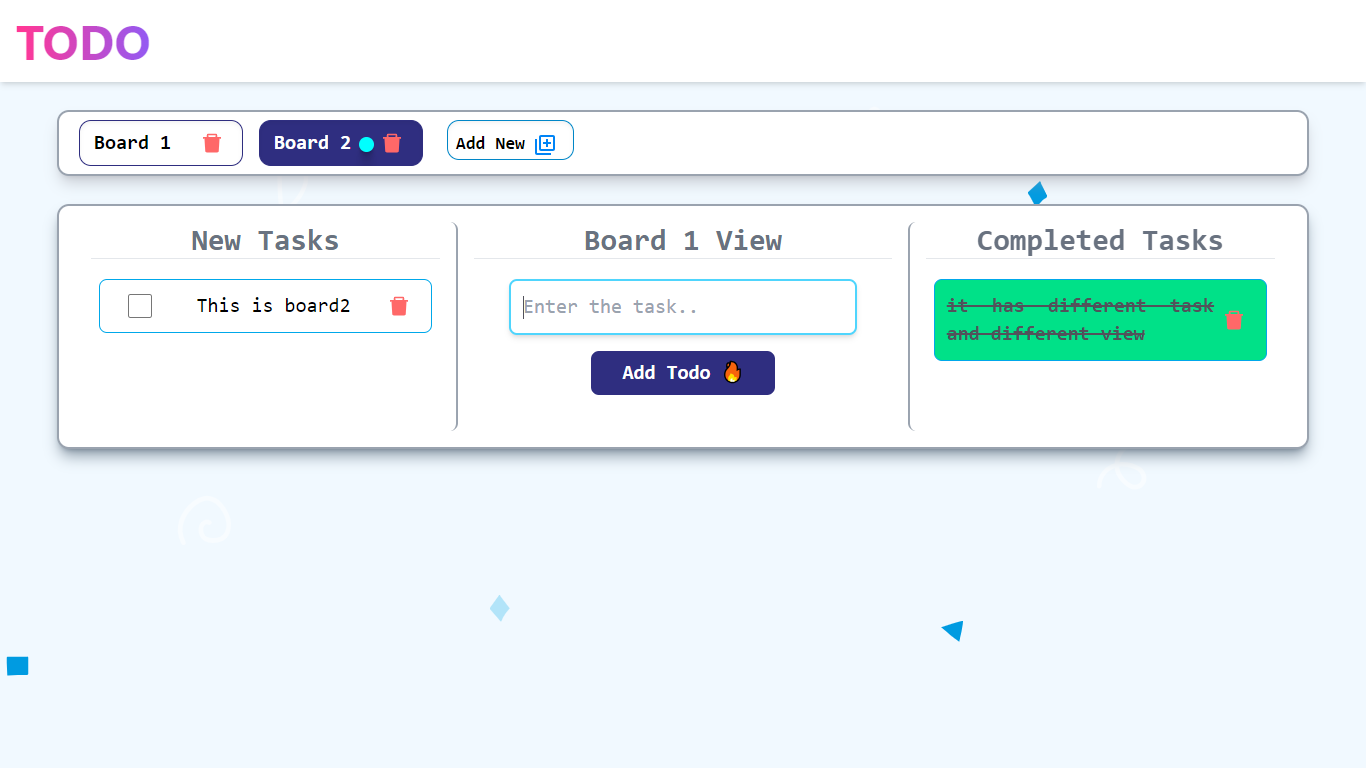 TODO
Board 1
Board 2
Add New
New Tasks
Board 1 View
Completed Tasks
This is board2
Enter the task..
Add Todo 🔥
it has different task
and different view